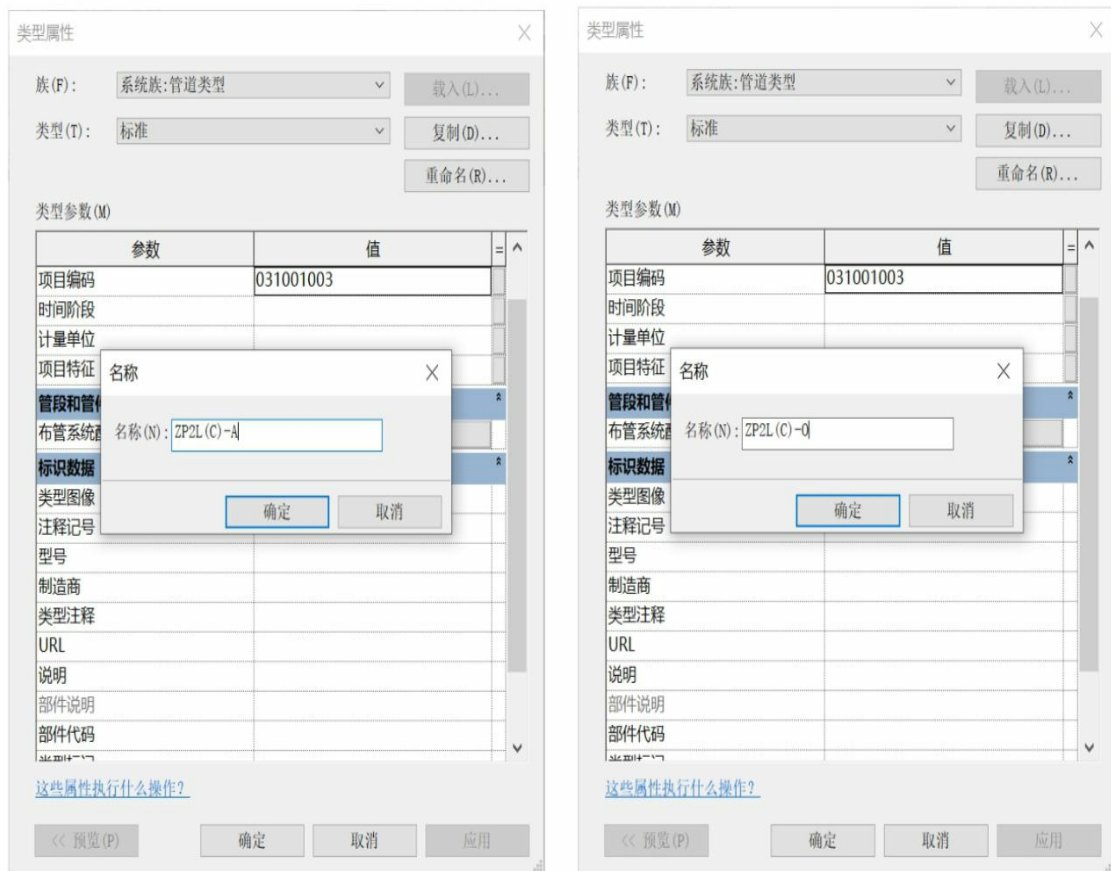 类型属性
族(F):
系统族:管道类型
载入(L)...
类型(T):
标准
复制(D)...
重命名(R)...
类型参数(M)
参数
值
=
项目编码
031001003
时间阶段
计量单位
项目特征
名称
管段和管
布管系统
名称(N):
ZP2L(C)-A
标识数据
类型图像
确定
取消
注释记号
型号
制造商
类型注释
URL
说明
部件说明
部件代码
这些属性执行什么操作?
<< 预览(P)
确定
取消
应用
类型属性
族(F):
系统族:管道类型
载入(L)...
类型(T):
标准
复制(D)...
重命名(R)...
类型参数(M)
参数
值
=
项目编码
031001003
时间阶段
计量单位
项目特征
名称
管段和管
布管系统
名称(N):
ZP2L(C)-0
标识数据
类型图像
确定
取消
注释记号
型号
制造商
类型注释
URL
说明
部件说明
部件代码
这些属性执行什么操作?
<< 预览(P)
确定
取消
应用